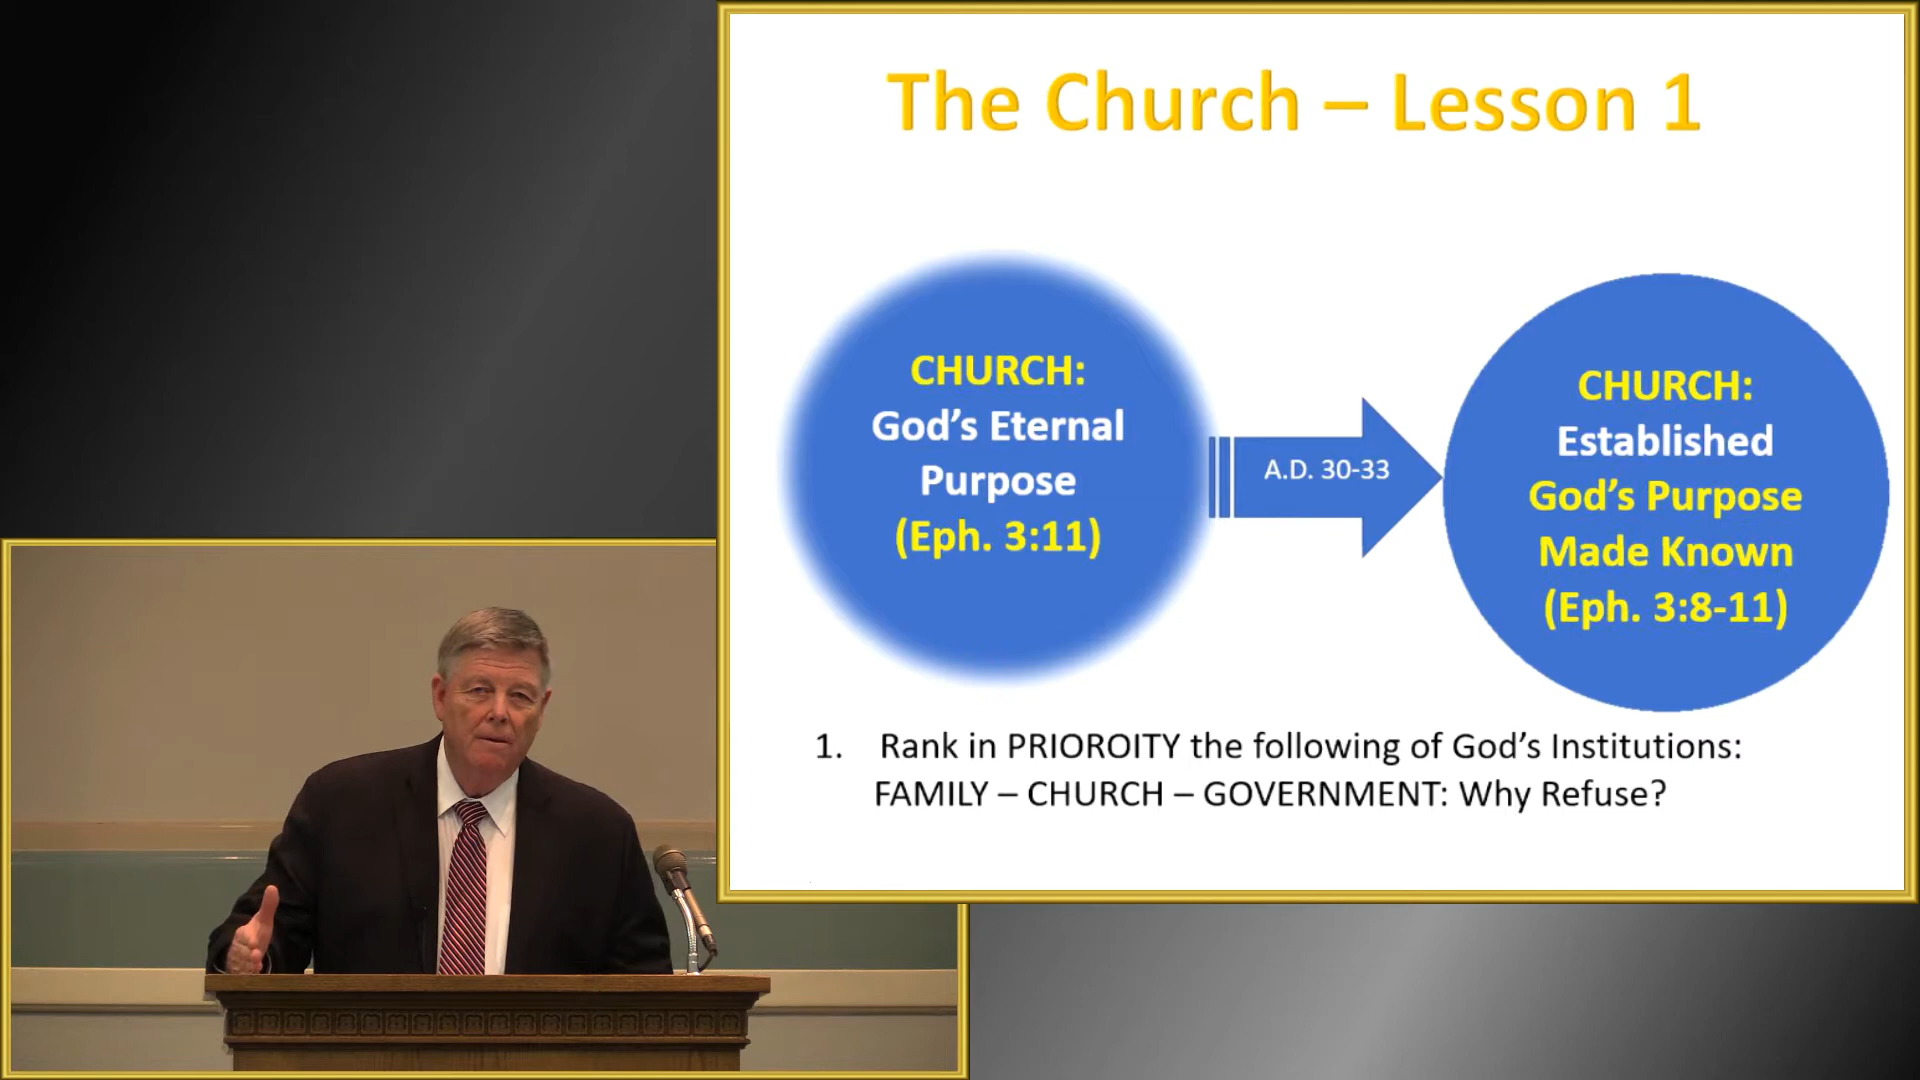 The Church – Lesson 1
CHURCH:
God’s Eternal
Purpose
(Eph. 3:11)
A.D. 30-33
CHURCH:
Established
God’s Purpose
Made Known
(Eph. 3:8-11)
1. Rank in PRIOROITY the following of God’s Institutions:
FAMILY – CHURCH – GOVERNMENT: Why Refuse?